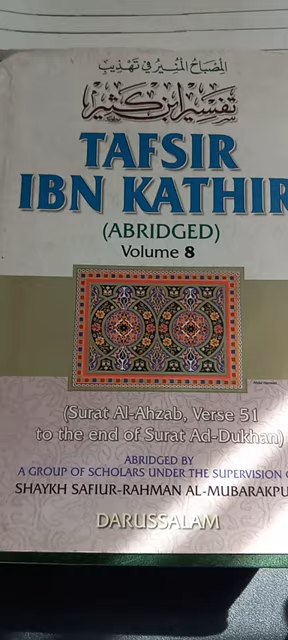 المصباح المنير في تهذيب
تفسير ابن كثير
TAFSIR
IBN KATHIR
(ABRIDGED)
Volume 8
(Surat Al-Ahzab, Verse 51
to the end of Surat Ad-Dukhan)
ABRIDGED BY
A GROUP OF SCHOLARS UNDER THE SUPERVISION
SHAYKH SAFIUR-RAHMAN AL-MUBARAKPU
DARUSSALAM